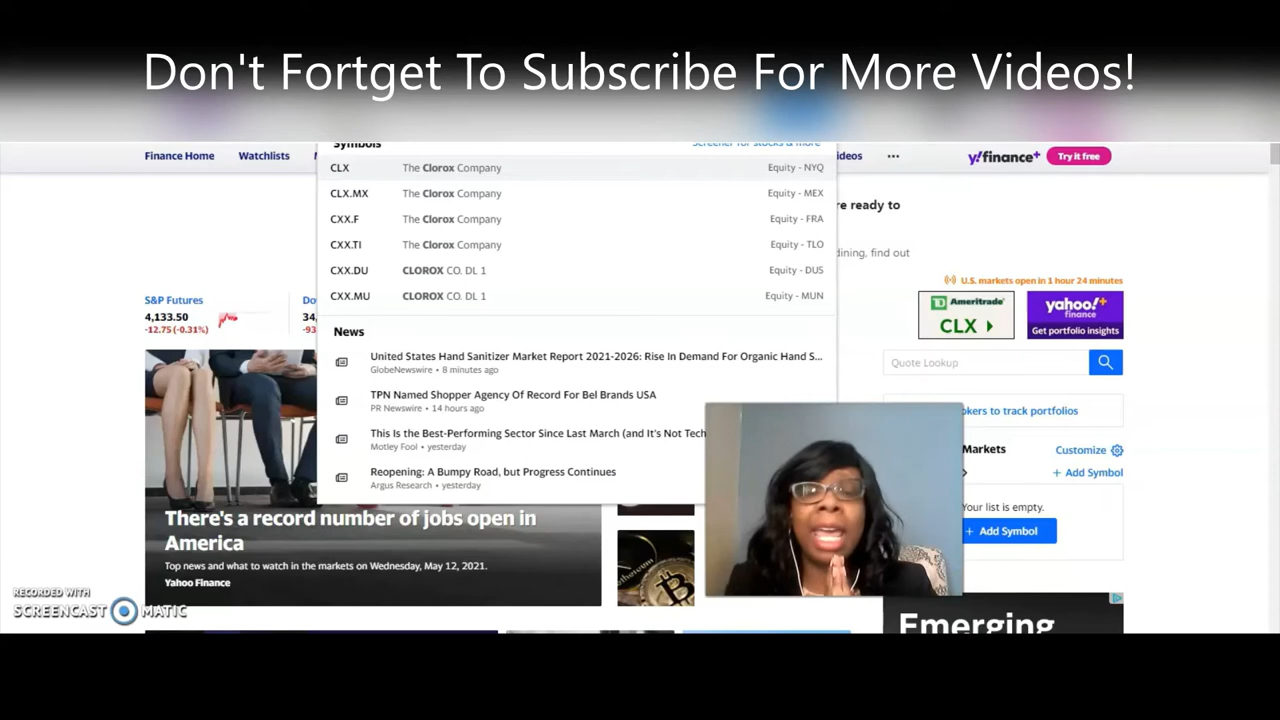 Don't Fortget To Subscribe For More Videos!
Finance Home
Watchlists
ideos
•••
y!finance+
Try it free
Symbols
Screener for stocks & more
CLX The Clorox Company Equity - NYQ
CLX.MX The Clorox Company Equity - MEX
CXX.F The Clorox Company Equity - FRA
CXX.TI The Clorox Company Equity - TLO
CXX.DU CLOROX CO. DL 1 Equity - DUS
CXX.MU CLOROX CO. DL 1 Equity - MUN
News
United States Hand Sanitizer Market Report 2021-2026: Rise In Demand For Organic Hand S...
GlobeNewswire • 8 minutes ago
TPN Named Shopper Agency Of Record For Bel Brands USA
PR Newswire • 14 hours ago
This Is the Best-Performing Sector Since Last March (and It's Not Tech
Motley Fool • yesterday
Reopening: A Bumpy Road, but Progress Continues
Argus Research • yesterday
S&P Futures
4,133.50
-12.75 (-0.31%)
Do
34,
-93
There's a record number of jobs open in
America
Top news and what to watch in the markets on Wednesday, May 12, 2021.
Yahoo Finance
re ready to
dining, find out
U.S. markets open in 1 hour 24 minutes
Ameritrade
CLX
yahoo!+
finance
Get portfolio insights
Quote Lookup
okers to track portfolios
Markets
Customize
+ Add Symbol
Your list is empty.
+ Add Symbol
Emerging
RECORDED WITH
SCREENCAST MATIC